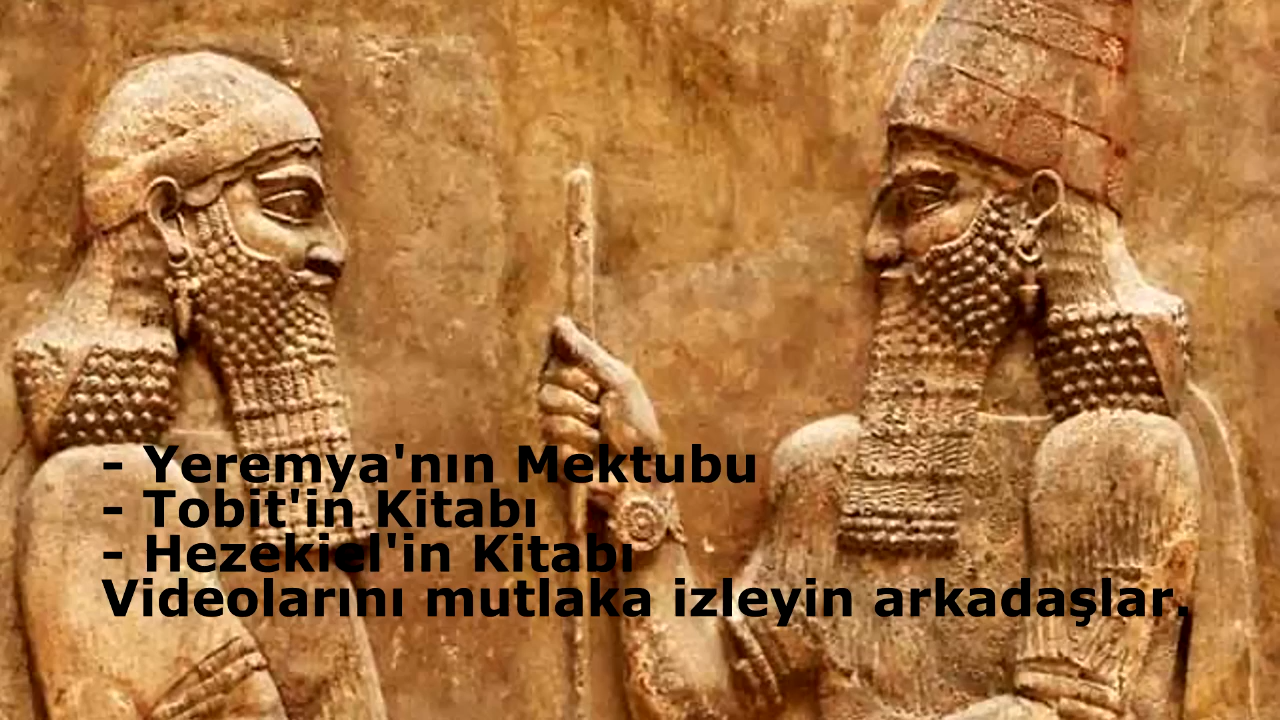 - Yeremya'nın Mektubu
- Tobit'in Kitabı
- Hezekiel'in Kitabı
Videolarını mutlaka izleyin arkadaşlar.